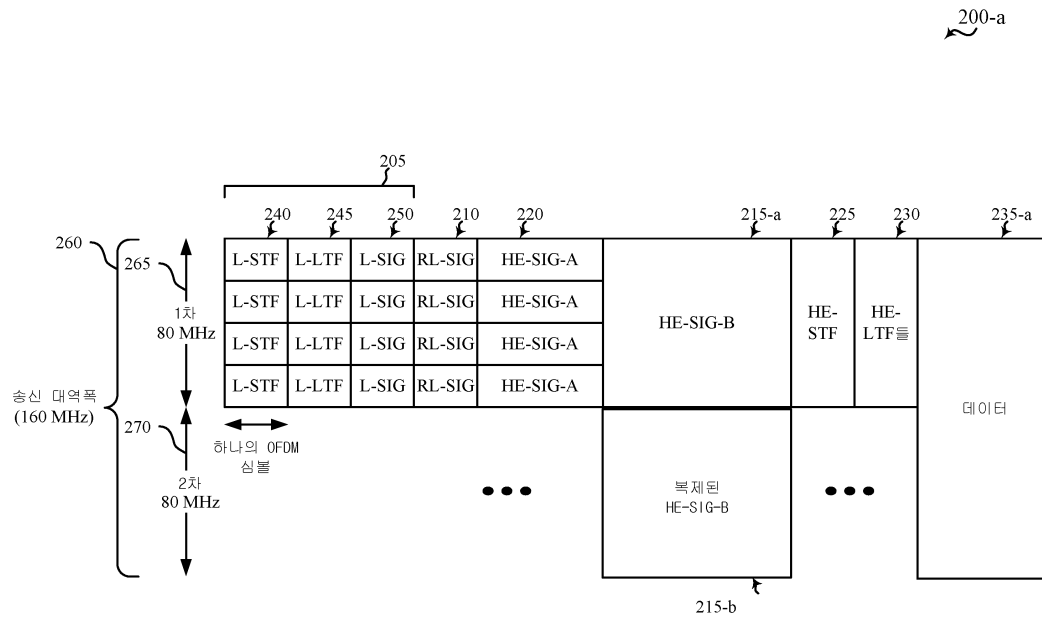 200-a
205
240 245 250 210 220 215-a 225 230 235-a
260
265
L-STF L-LTF L-SIG RL-SIG HE-SIG-A
L-STF L-LTF L-SIG RL-SIG HE-SIG-A
L-STF L-LTF L-SIG RL-SIG HE-SIG-A
L-STF L-LTF L-SIG RL-SIG HE-SIG-A
HE-SIG-B
HE-
STF
HE-
LTF들
데이터
1차
80 MHz
송신 대역폭
(160 MHz)
270
하나의 OFDM
심볼
2차
80 MHz
복제된
HE-SIG-B
215-b